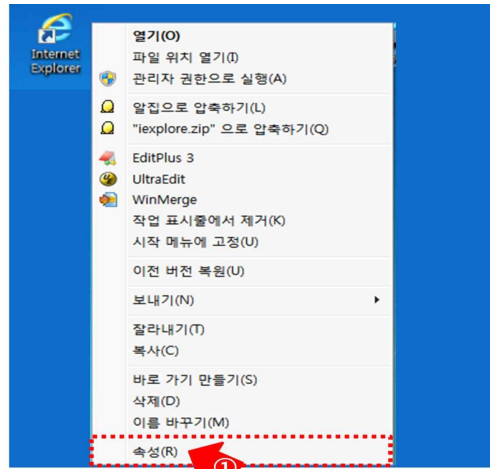 Internet
Explorer
열기(O)
파일 위치 열기(I)
관리자 권한으로 실행(A)
알집으로 압축하기(L)
"iexplore.zip" 으로 압축하기(Q)
EditPlus 3
UltraEdit
WinMerge
작업 표시줄에서 제거(K)
시작 메뉴에 고정(U)
이전 버전 복원(U)
보내기(N)
잘라내기(T)
복사(C)
바로 가기 만들기(S)
삭제(D)
이름 바꾸기(M)
속성(R)
①